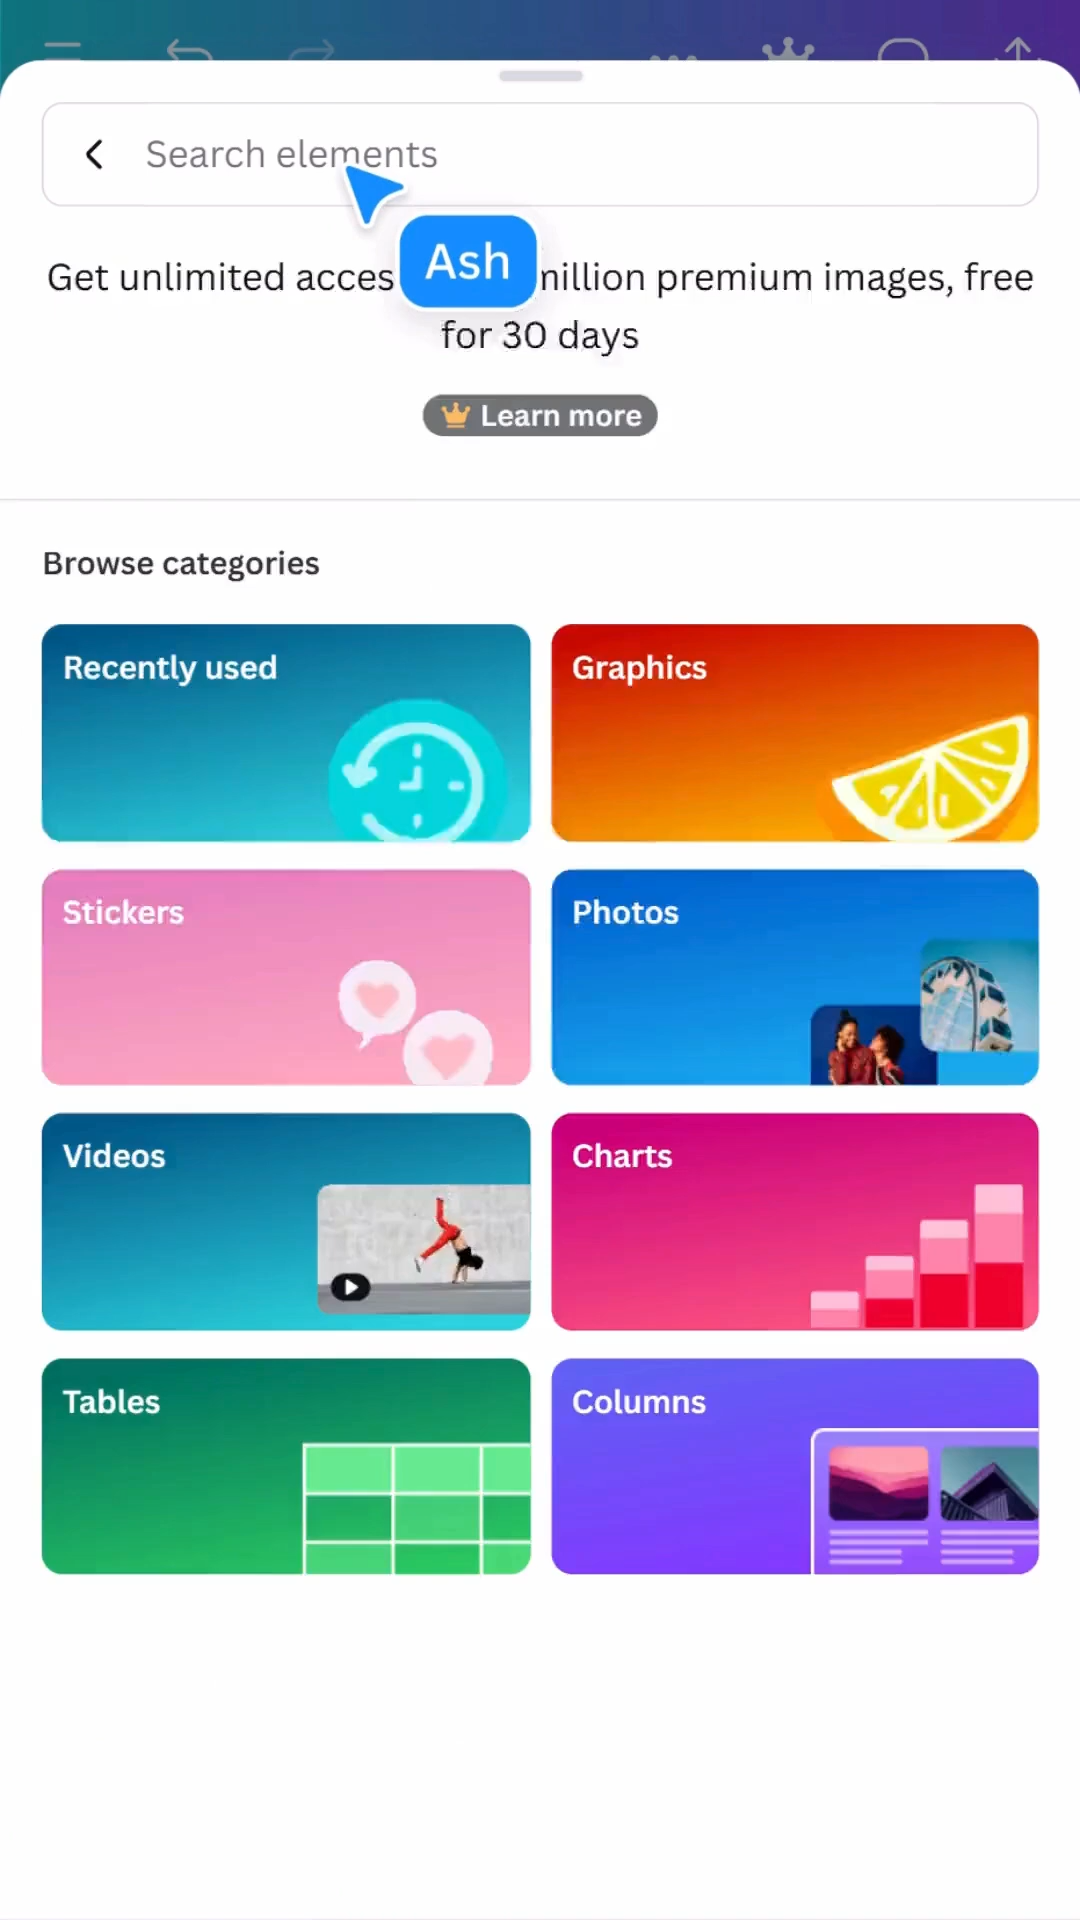 Search elements
Ash
Get unlimited acces million premium images, free
for 30 days
Learn more
Browse categories
Recently used
Graphics
Stickers
Photos
Videos
Charts
Tables
Columns